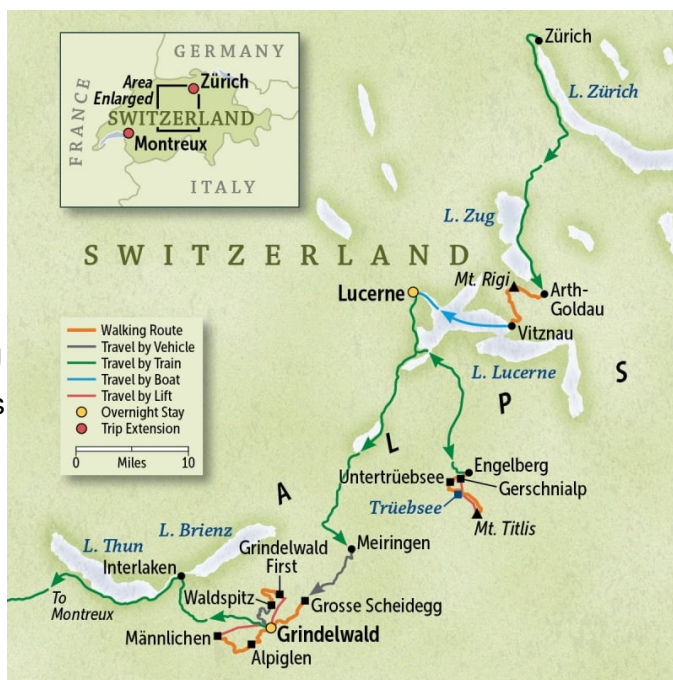 GERMANY
Area
Enlarged
Zürich
FRANCE
SWITZERLAND
Montreux
ITALY
Zürich
L. Zürich
L. Zug
SWITZERLAND
Mt. Rigi
Arth-
Goldau
Lucerne
Vitznau
L. Lucerne
Walking Route
Travel by Vehicle
Travel by Train
Travel by Boat
Travel by Lift
Overnight Stay
Trip Extension
0 Miles 10
s
A L P S
Engelberg
Untertrüebsee
Gerschnialp
Trüebsee
Mt. Titlis
L. Brienz
L. Thun
Interlaken
Grindelwald
First
Meiringen
Waldspitz
Grosse Scheidegg
To
Montreux
Männlichen
Grindelwald
Alpiglen